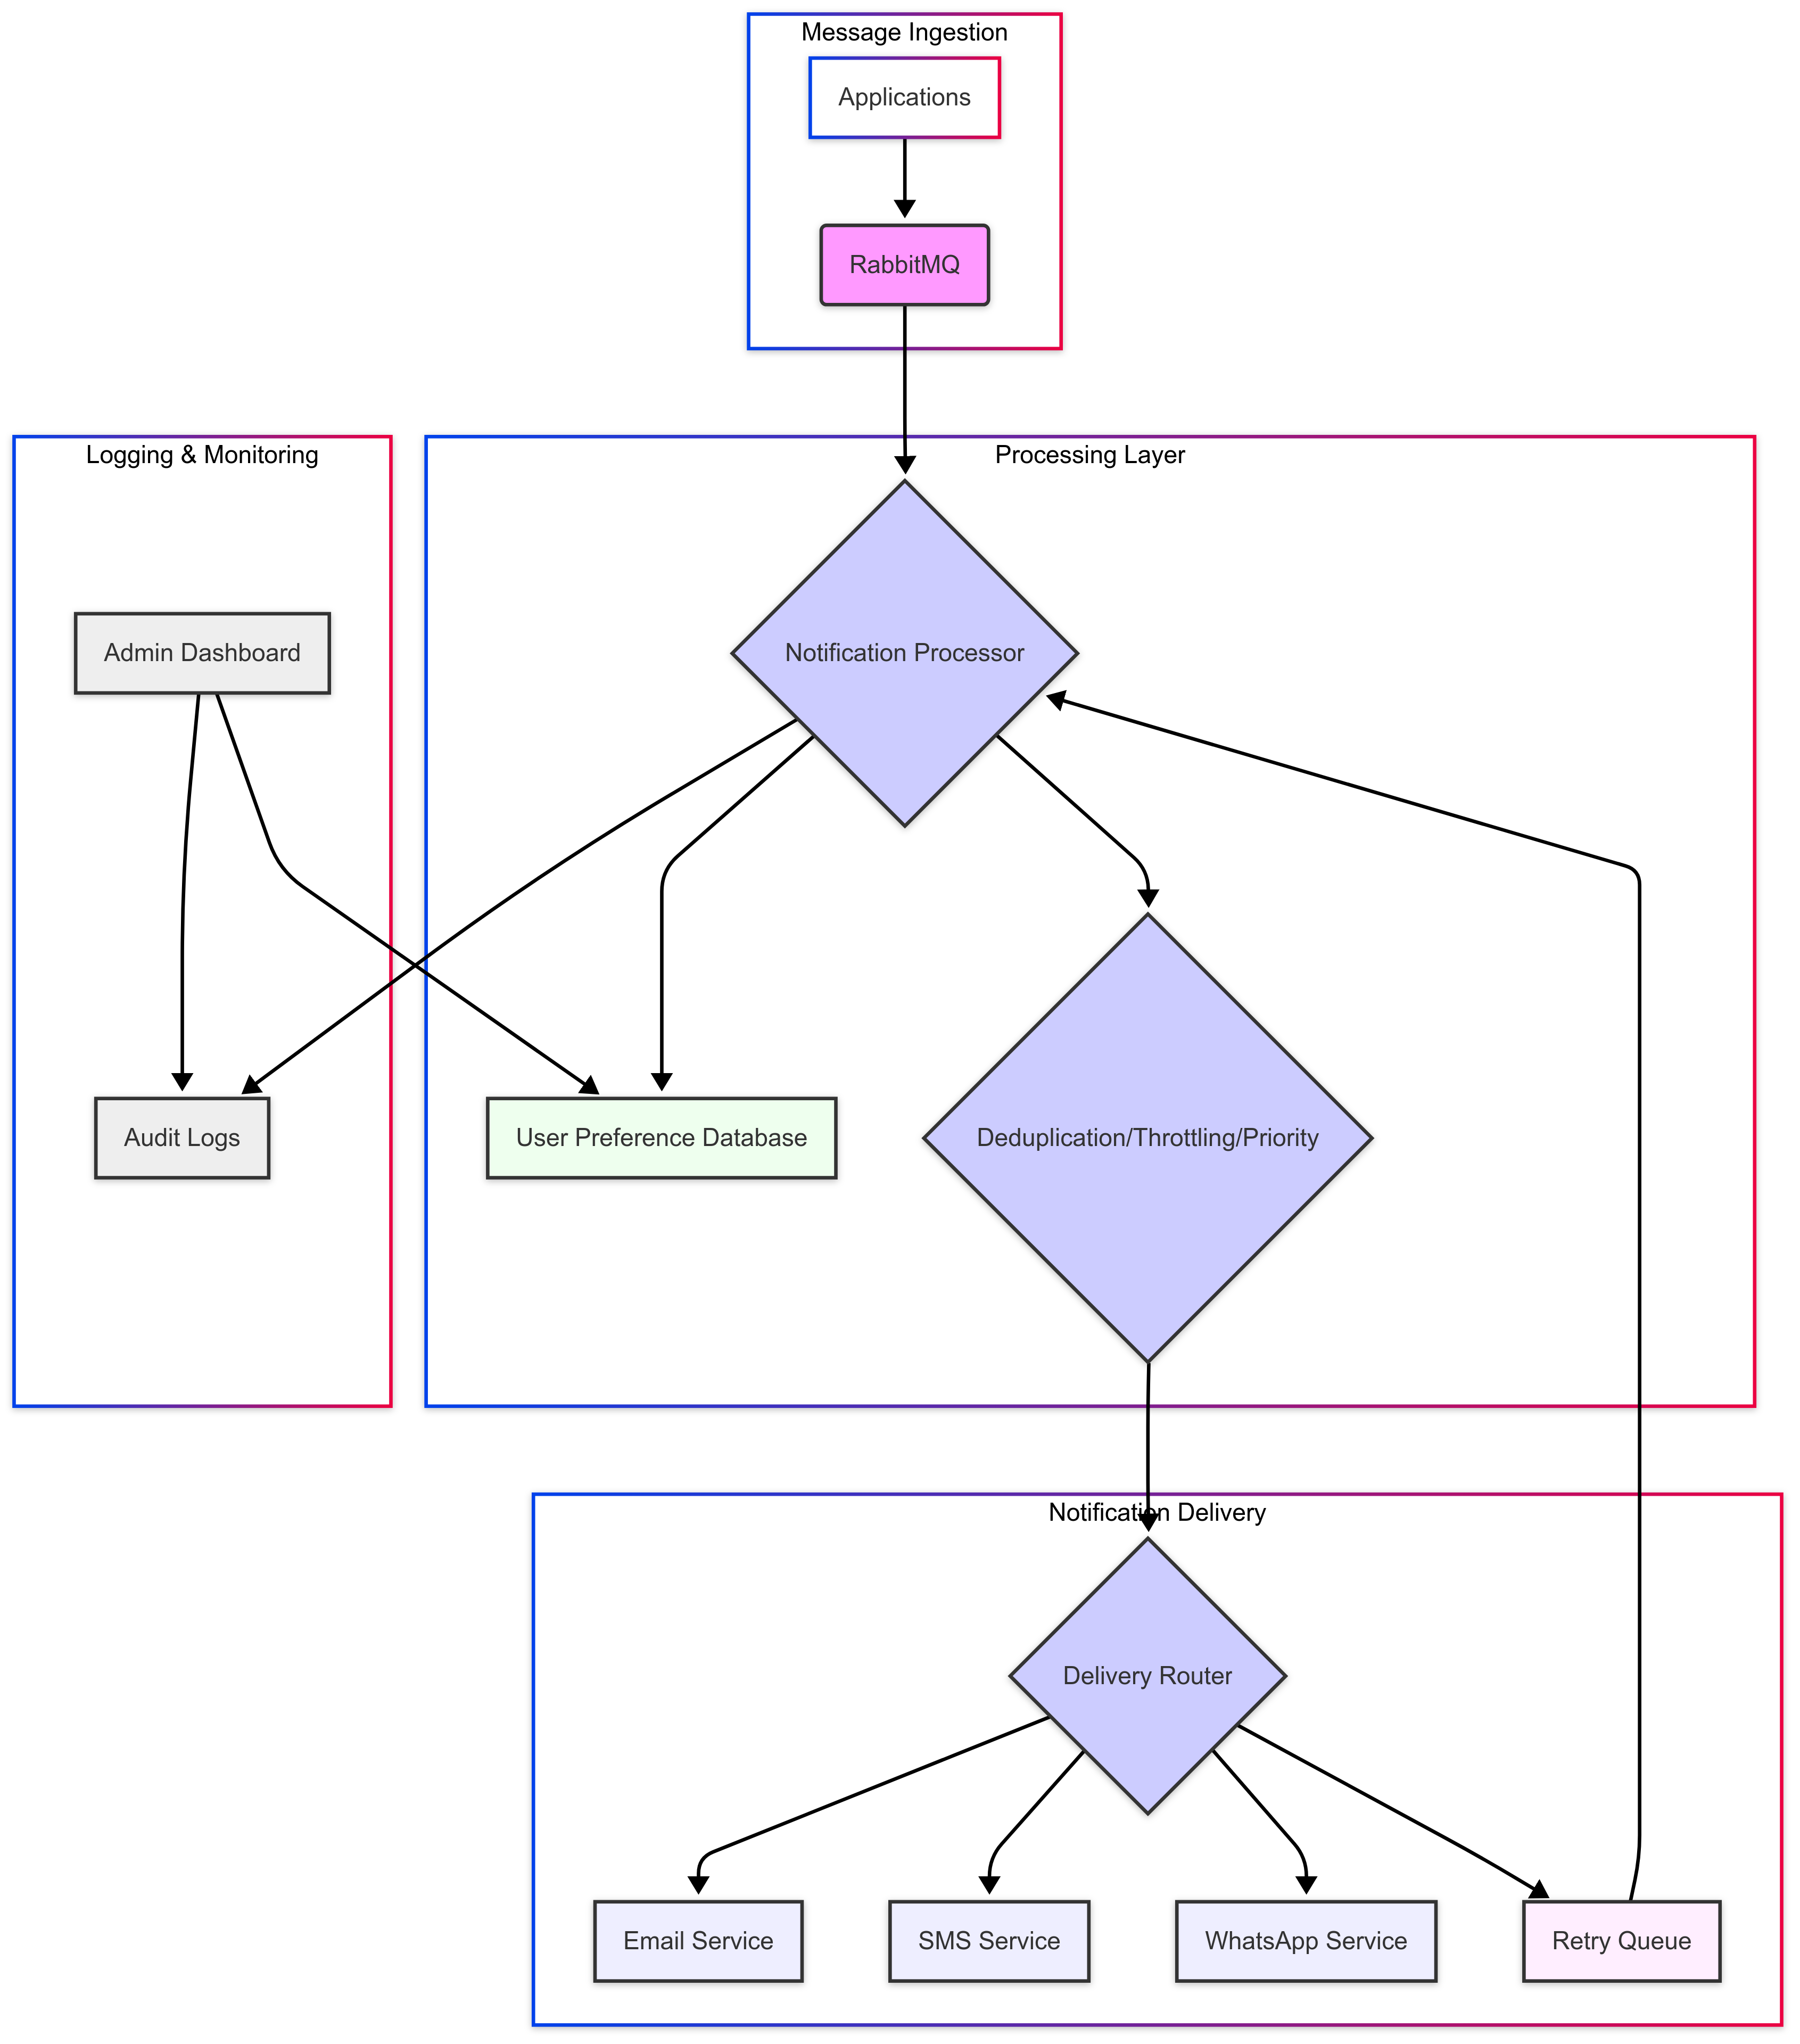 Message Ingestion
Applications
RabbitMQ
Logging & Monitoring
Processing Layer
Admin Dashboard
Notification Processor
Audit Logs
User Preference Database
Deduplication/Throttling/Priority
Notification Delivery
Delivery Router
Email Service
SMS Service
WhatsApp Service
Retry Queue